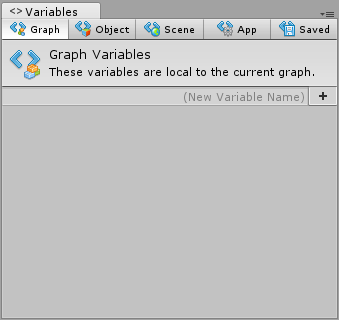 <> Variables
Graph Object Scene App Saved
Graph Variables
These variables are local to the current graph.
(New Variable Name) +